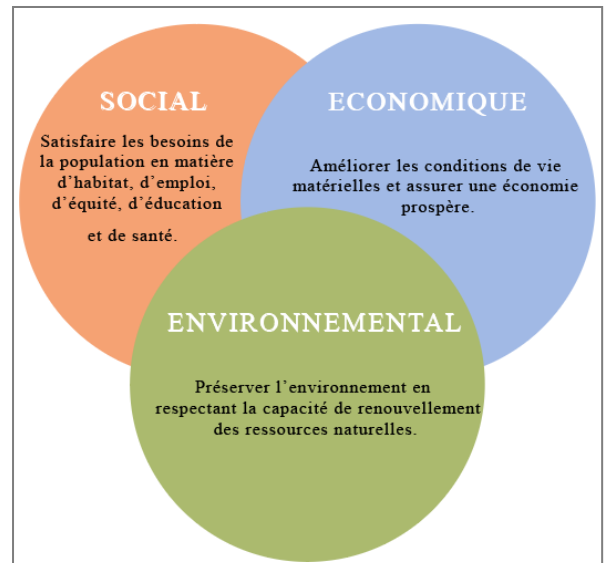 SOCIAL
Satisfaire les besoins de
la population en matière
d’habitat, d’emploi,
d’équité, d’éducation
et de santé.
ECONOMIQUE
Améliorer les conditions de vie
matérielles et assurer une économie
prospère.
ENVIRONNEMENTAL
Préserver l’environnement en
respectant la capacité de renouvellement
des ressources naturelles.